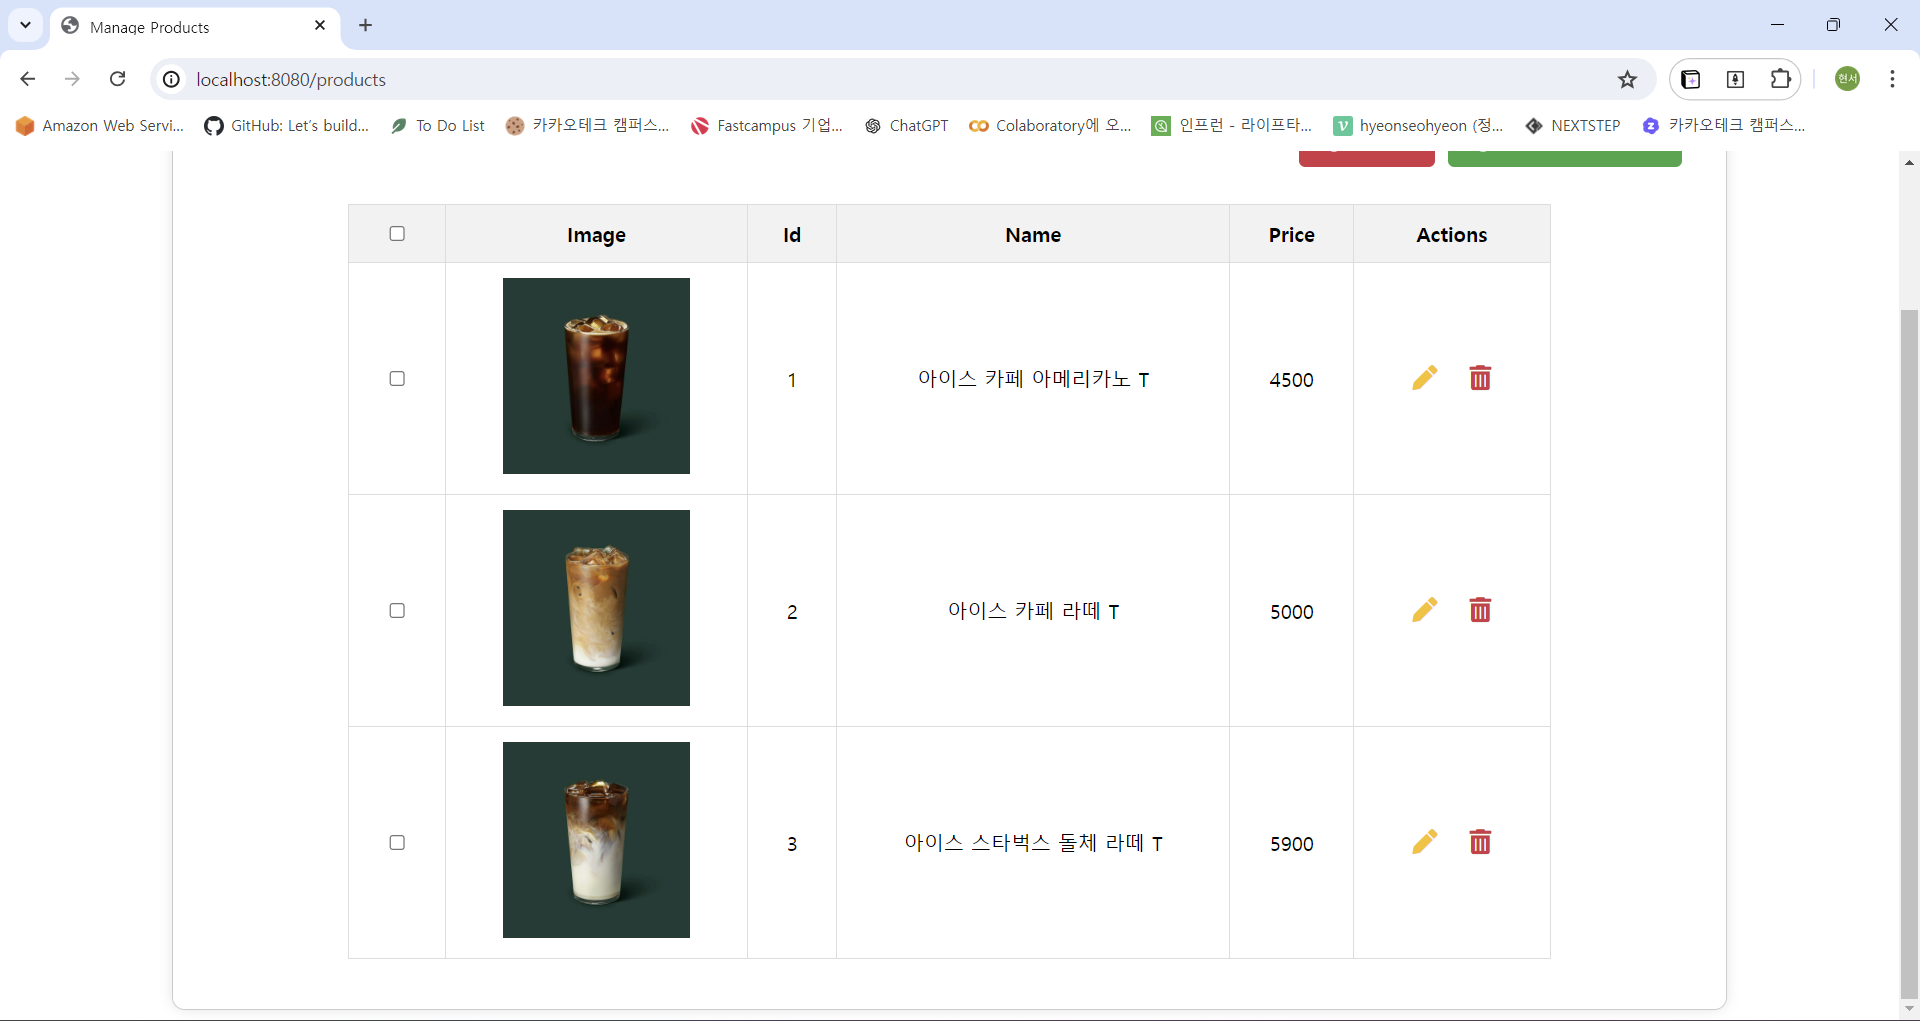 Manage Products
localhost:8080/products
현서
Amazon Web Servi...
GitHub: Let's build...
To Do List
카카오테크 캠퍼스...
Fastcampus 기업...
ChatGPT
Colaboratory에 오...
인프런 - 라이프타...
hyeonseohyeon (정...
NEXTSTEP
카카오테크 캠퍼스...
Image Id Name Price Actions
1 아이스 카페 아메리카노 T 4500
2 아이스 카페 라떼 T 5000
3 아이스 스타벅스 돌체 라떼 T 5900